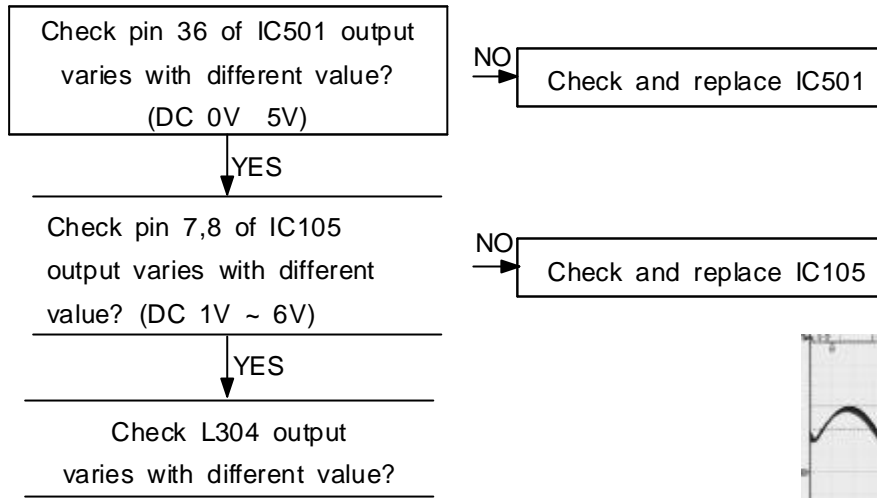 Check pin 36 of IC501 output
varies with different value?
(DC 0V 5V)
NO
Check and replace IC501
YES
Check pin 7,8 of IC105
output varies with different
value? (DC 1V ~ 6V)
NO
Check and replace IC105
YES
Check L304 output
varies with different value?